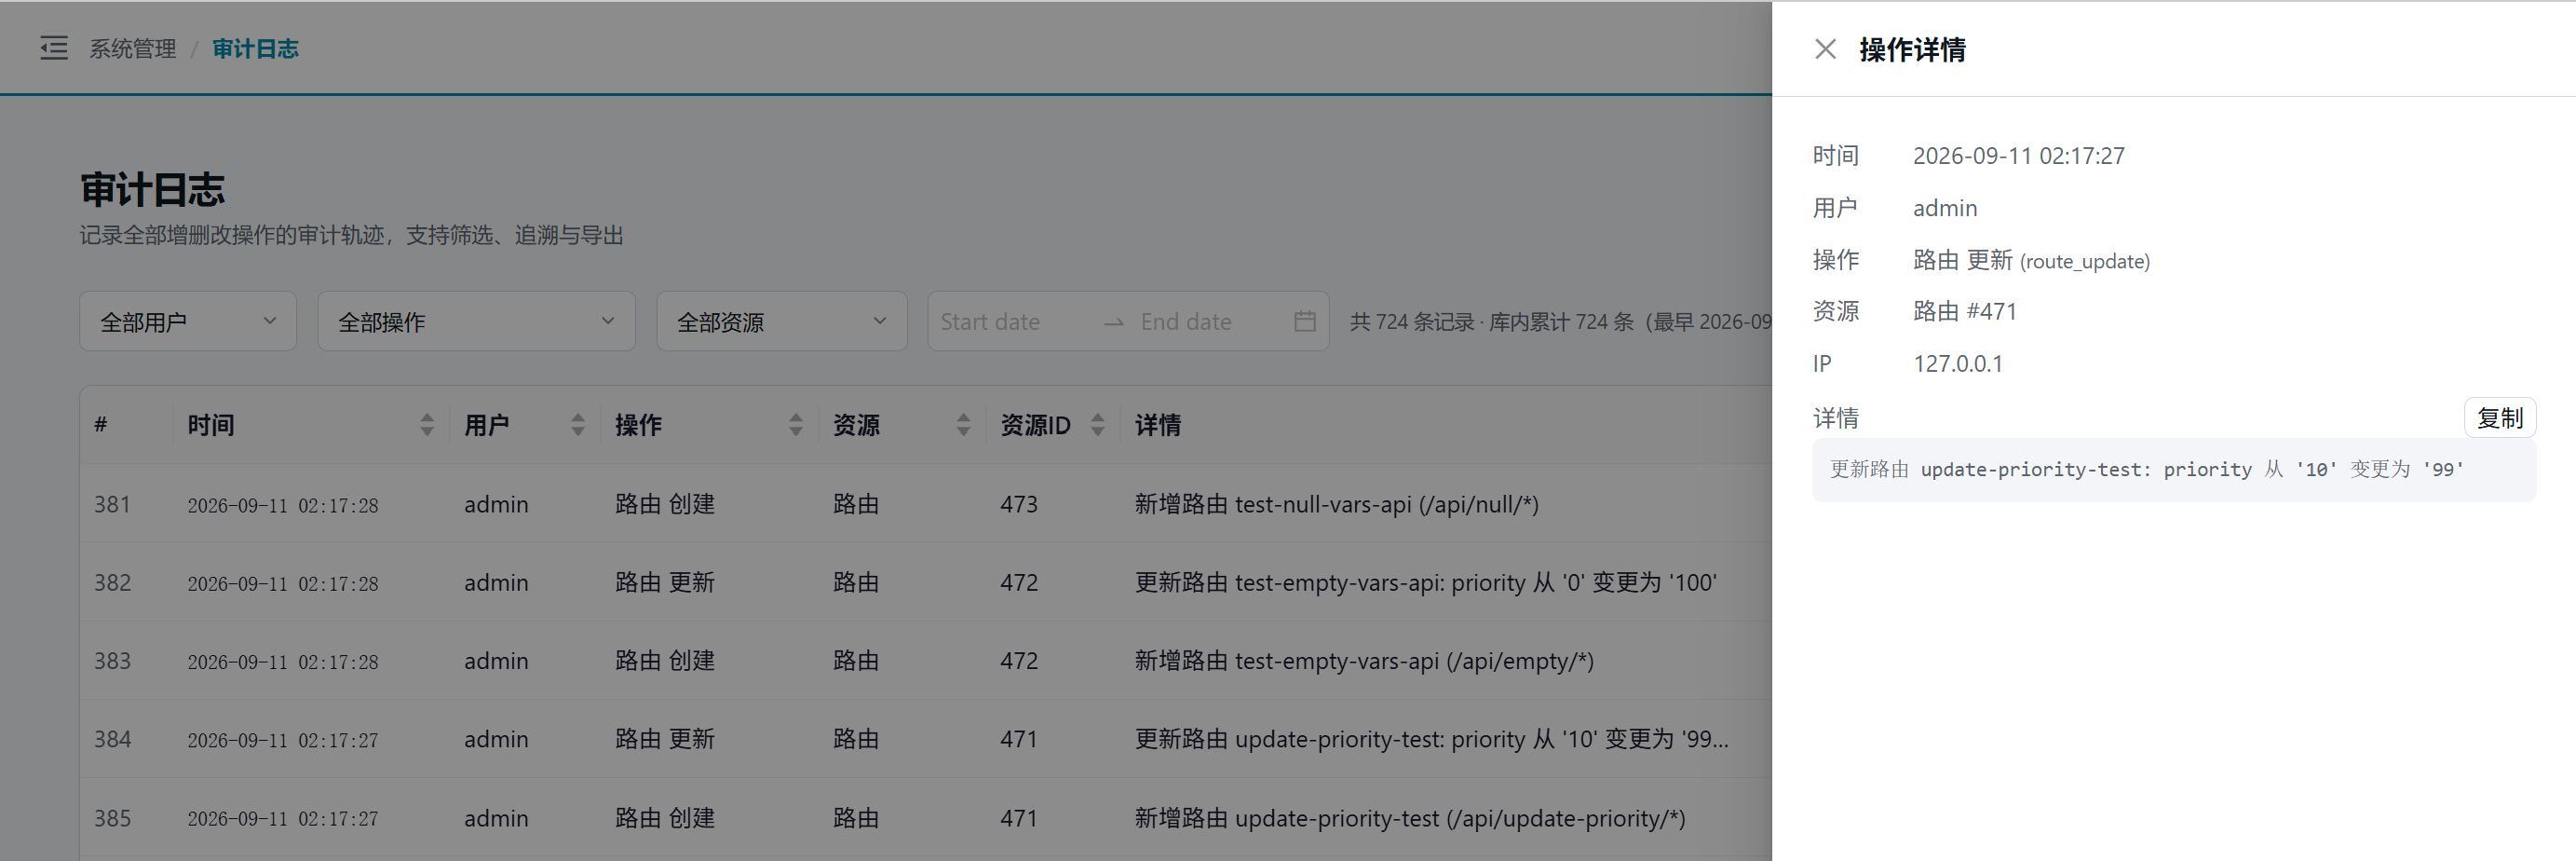 系统管理 / 审计日志
审计日志
记录全部增删改操作的审计轨迹，支持筛选、追溯与导出
全部用户 全部操作 全部资源 Start date End date 共 724 条记录 · 库内累计 724 条（最早 2026-09
# 时间 用户 操作 资源 资源ID 详情
381 2026-09-11 02:17:28 admin 路由 创建 路由 473 新增路由 test-null-vars-api (/api/null/*)
382 2026-09-11 02:17:28 admin 路由 更新 路由 472 更新路由 test-empty-vars-api: priority 从 '0' 变更为 '100'
383 2026-09-11 02:17:28 admin 路由 创建 路由 472 新增路由 test-empty-vars-api (/api/empty/*)
384 2026-09-11 02:17:27 admin 路由 更新 路由 471 更新路由 update-priority-test: priority 从 '10' 变更为 '99...
385 2026-09-11 02:17:27 admin 路由 创建 路由 471 新增路由 update-priority-test (/api/update-priority/*)
操作详情
时间 2026-09-11 02:17:27
用户 admin
操作 路由 更新 (route_update)
资源 路由 #471
IP 127.0.0.1
详情 复制
更新路由 update-priority-test: priority 从 '10' 变更为 '99'